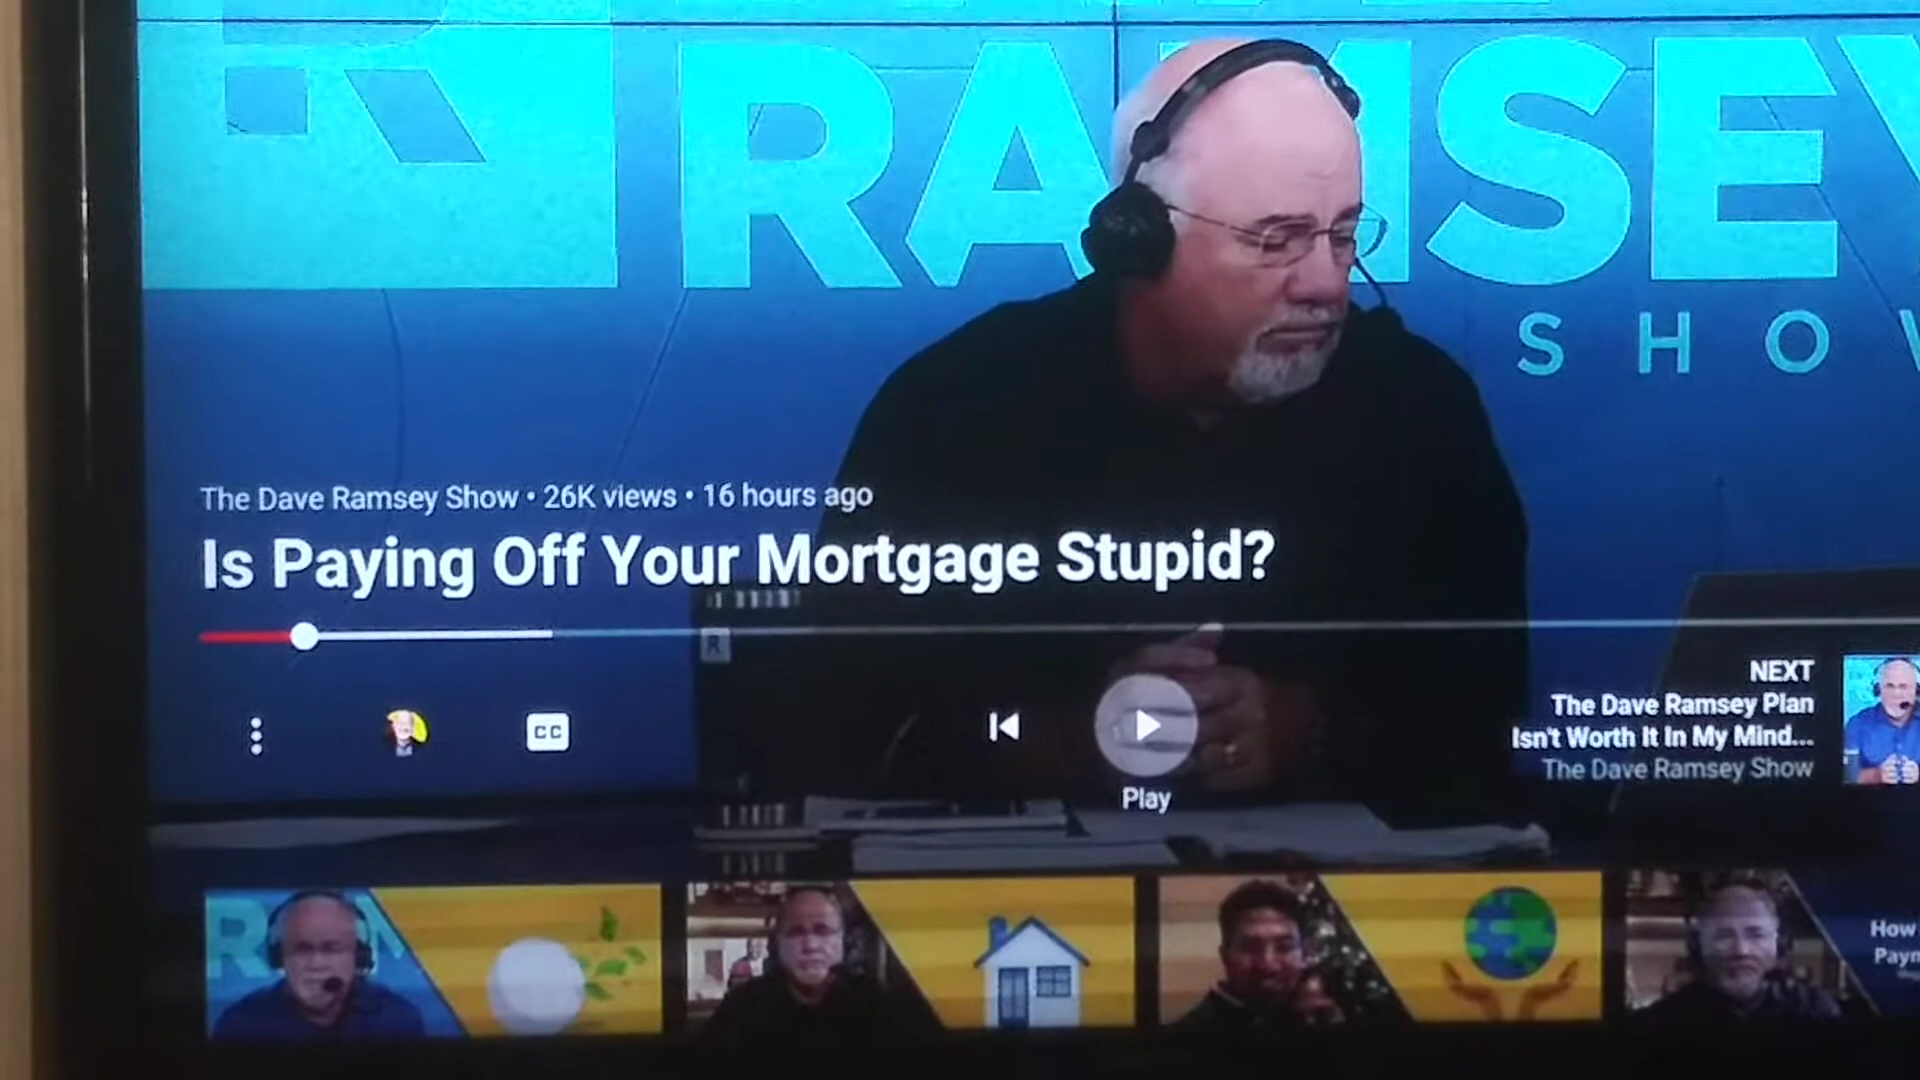 R
RAMSEY
SHOW
The Dave Ramsey Show • 26K views • 16 hours ago
Is Paying Off Your Mortgage Stupid?
R
CC
Play
NEXT
The Dave Ramsey Plan
Isn't Worth It In My Mind...
The Dave Ramsey Show
How